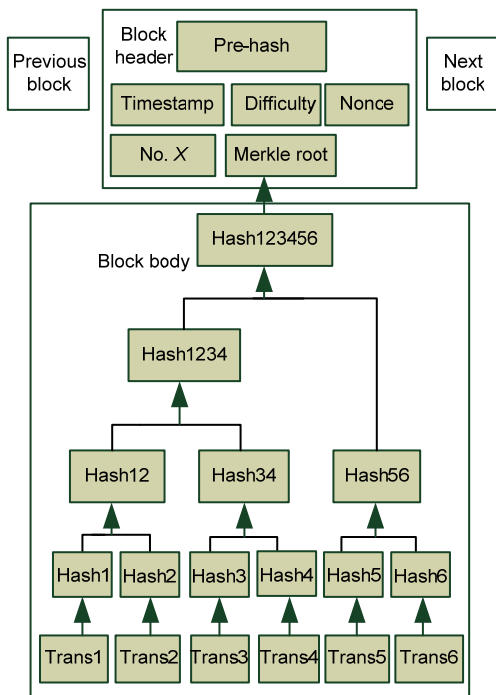 Previous
block
Block
header
Pre-hash
Next
block
Timestamp
Difficulty
Nonce
No. X
Merkle root
Hash123456
Block body
Hash1234
Hash12
Hash34
Hash56
Hash1
Hash2
Hash3
Hash4
Hash5
Hash6
Trans1
Trans2
Trans3
Trans4
Trans5
Trans6